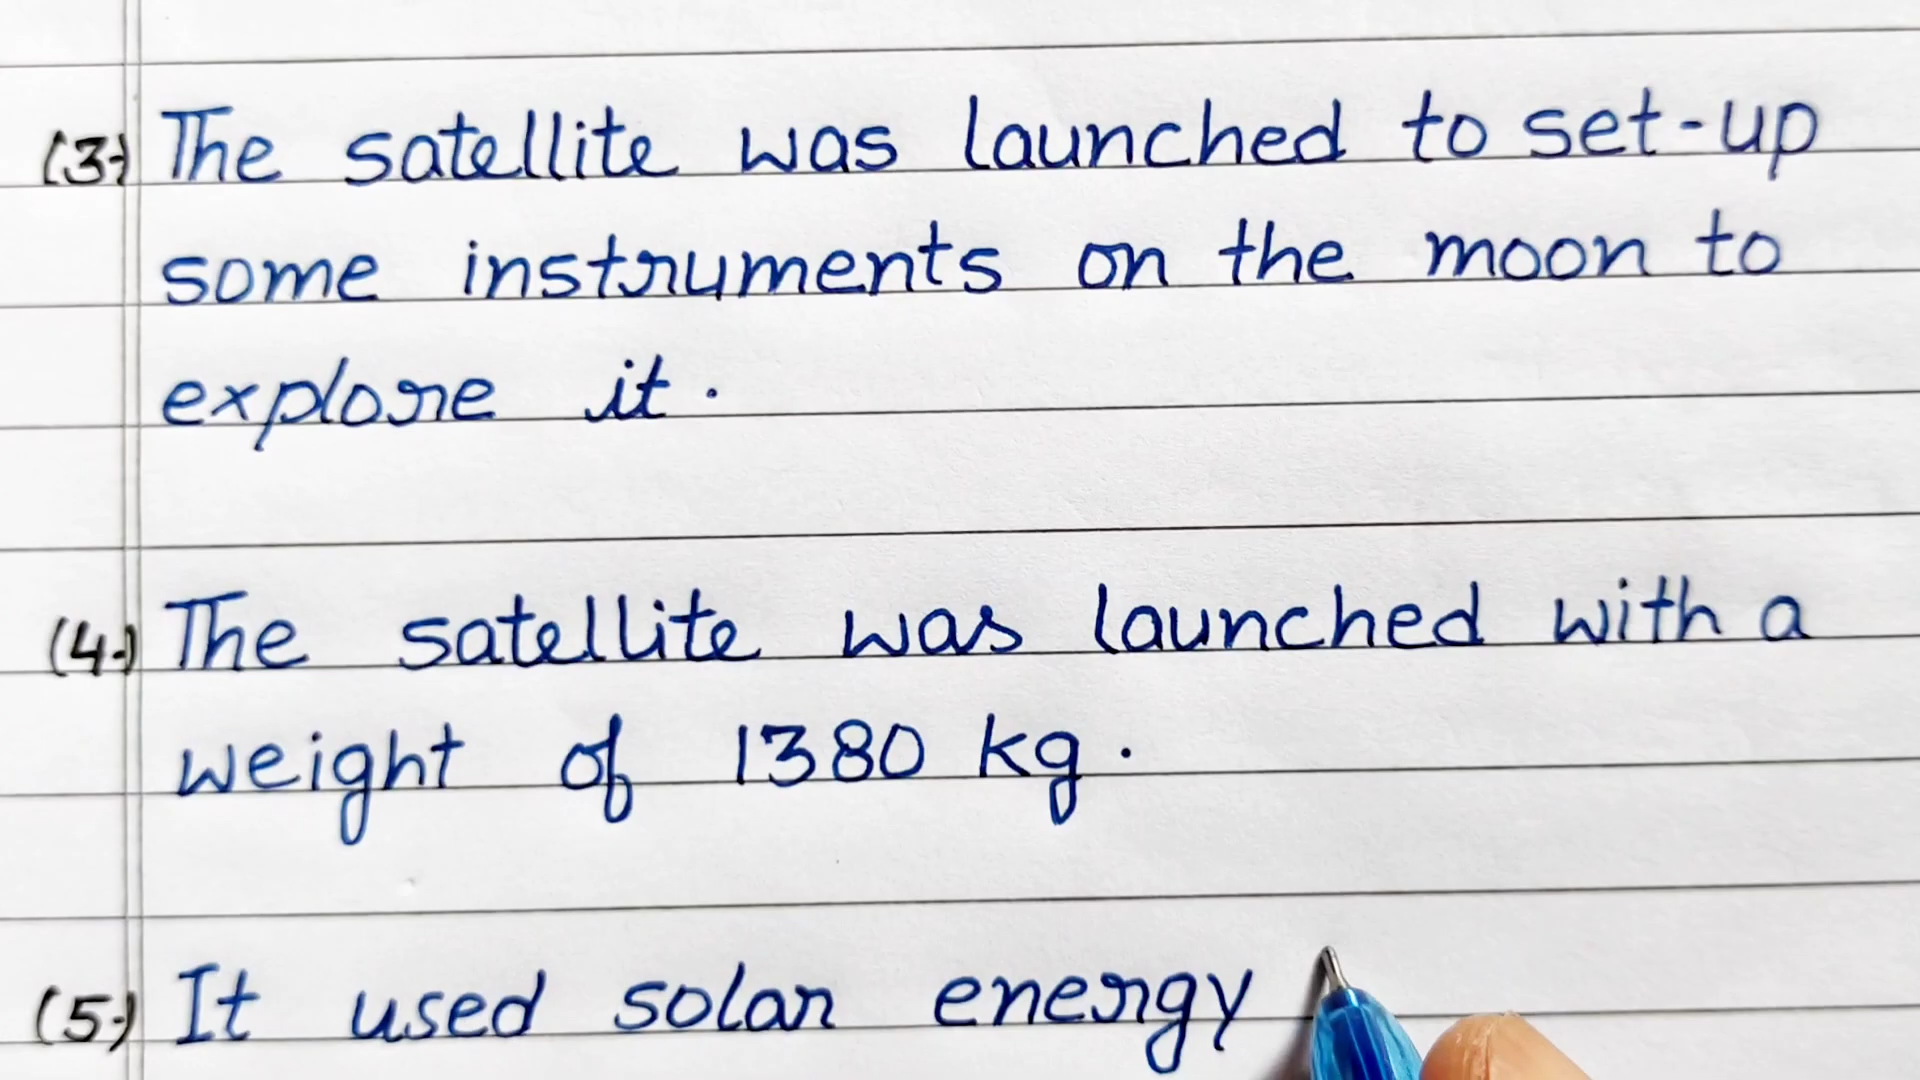 (3.) The satellite was launched to set-up
some instruments on the moon to
explore it.
(4.) The satellite was launched with a
weight of 1380 kg.
(5.) It used solar energy